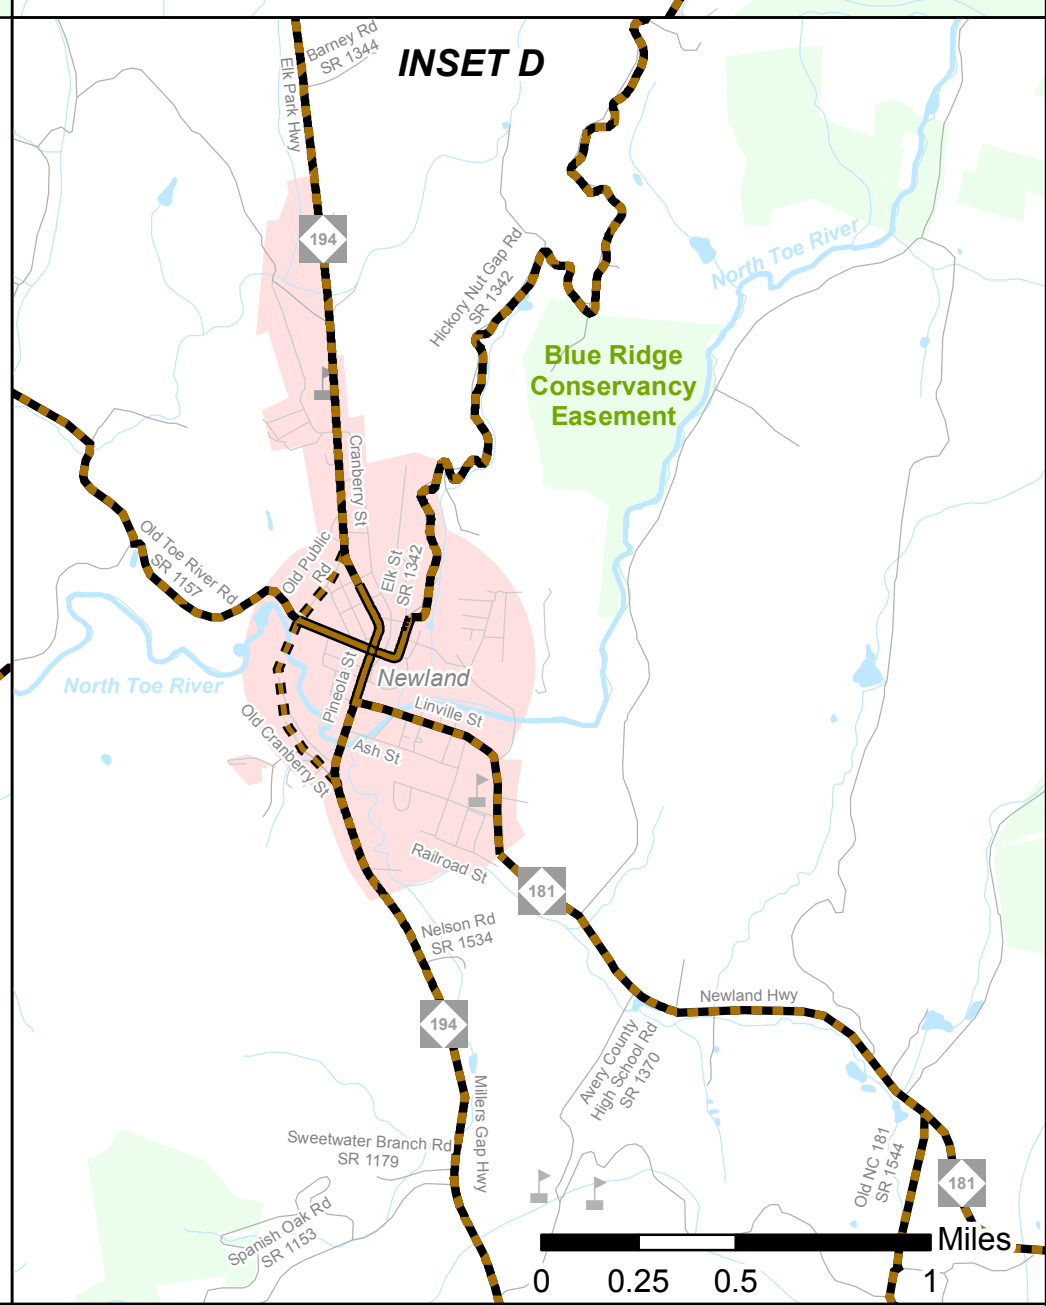 INSET D
Barney Rd
SR 1344
Elk Park Hwy
194
Hickory Nut Gap Rd
SR 1342
North Toe River
Blue Ridge
Conservancy
Easement
Cranberry St
Old Public
Rd
Elk St
SR 1342
Old Toe River Rd
SR 1157
North Toe River
Pineola St
Newland
Linville St
Old Cranberry St
Ash St
Railroad St
181
Nelson Rd
SR 1534
194
Newland Hwy
Avery County
High School Rd
SR 1370
Millers Gap Hwy
Sweetwater Branch Rd
SR 1179
Old NC 181
SR 1544
181
Spanish Oak Rd
SR 1153
Miles
0 0.25 0.5 1